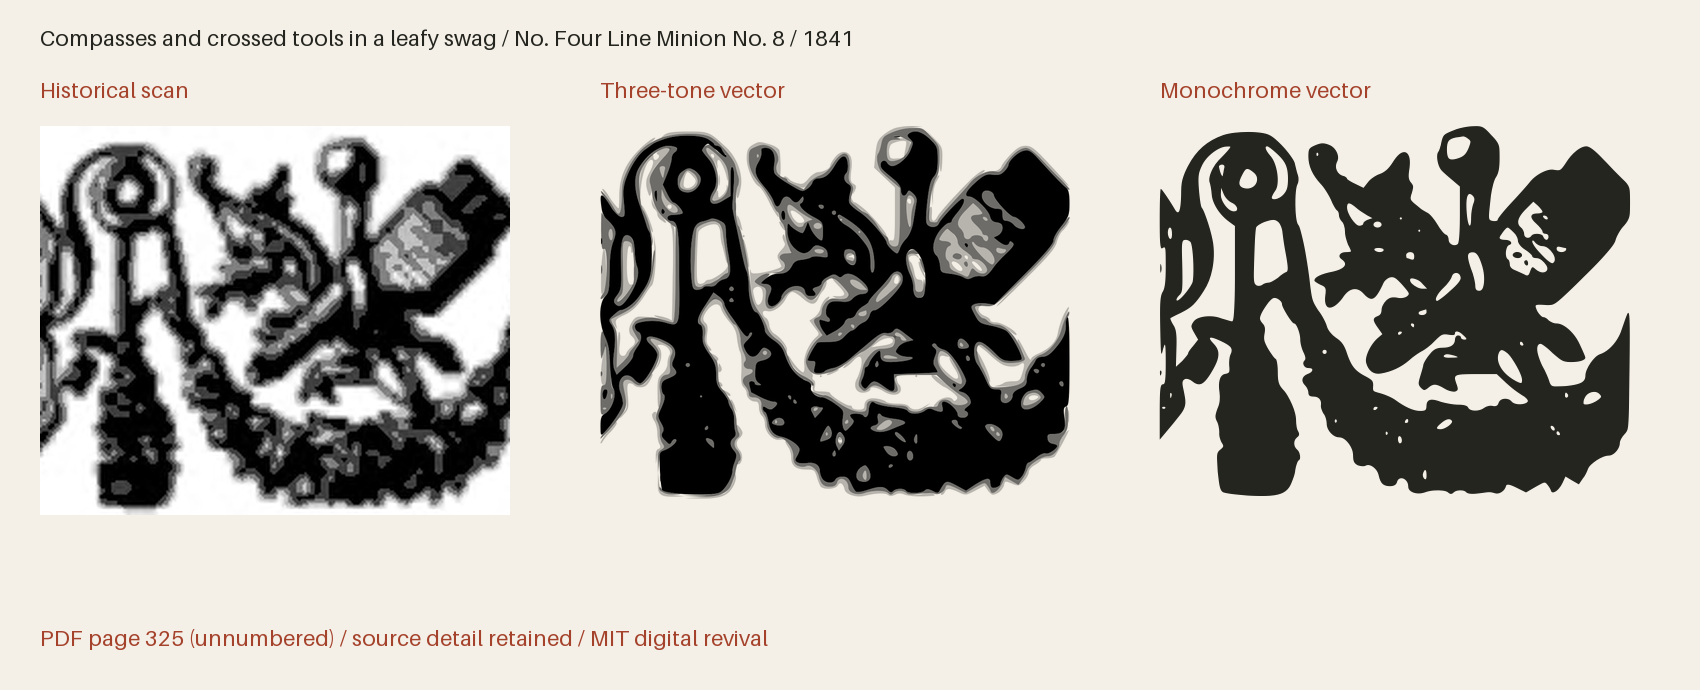 Compasses and crossed tools in a leafy swag / No. Four Line Minion No. 8 / 1841
Historical scan
Three-tone vector
Monochrome vector
PDF page 325 (unnumbered) / source detail retained / MIT digital revival